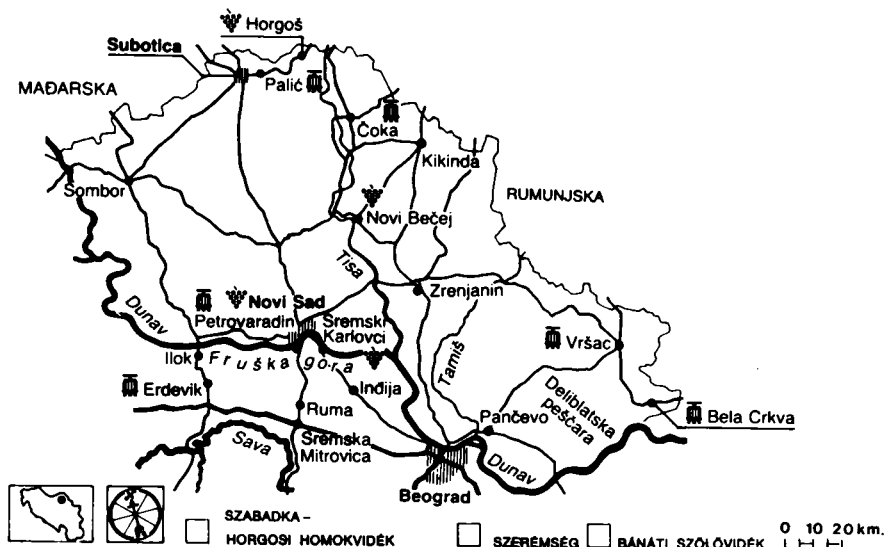 Horgoš
Subotica
Palić
MAĐARSKA
Čoka
Kikinda
Sombor
RUMUNJSKA
Novi Bečej
Tisa
Zrenjanin
Dunav
Novi Sad
Petrovaradin
Sremski
Karlovci
Tamiš
Vršac
Ilok
Fruška gora
Erdevik
Inđija
Deliblatska
peščara
Ruma
Pančevo
Bela Crkva
Sava
Sremska
Mitrovica
Dunav
Beograd
SZABADKA –
HORGOSI HOMOKVIDÉK
SZERÉMSÉG
BÁNÁTI SZŐLŐVIDÉK
0 10 20 km.